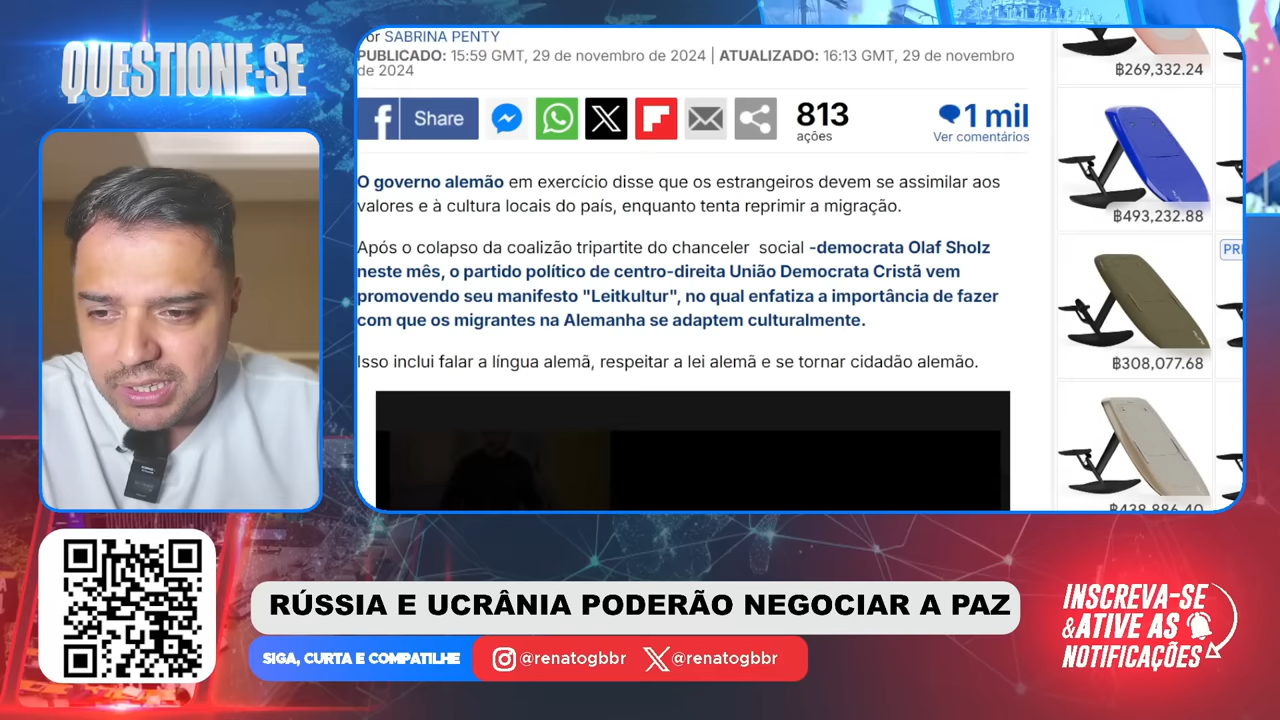 QUESTIONE-SE
or SABRINA PENTY
PUBLICADO: 15:59 GMT, 29 de novembro de 2024 | ATUALIZADO: 16:13 GMT, 29 de novembro
de 2024
Share
813
ações
1 mil
Ver comentários
O governo alemão em exercício disse que os estrangeiros devem se assimilar aos
valores e à cultura locais do país, enquanto tenta reprimir a migração.
Após o colapso da coalizão tripartite do chanceler social -democrata Olaf Sholz
neste mês, o partido político de centro-direita União Democrata Cristã vem
promovendo seu manifesto "Leitkultur", no qual enfatiza a importância de fazer
com que os migrantes na Alemanha se adaptem culturalmente.
Isso inclui falar a língua alemã, respeitar a lei alemã e se tornar cidadão alemão.
฿269,332.24
฿493,232.88
PRI
฿308,077.68
฿438,886.40
RÚSSIA E UCRÂNIA PODERÃO NEGOCIAR A PAZ
SIGA, CURTA E COMPATILHE
@renatogbbr
@renatogbbr
INSCREVA-SE
&ATIVE AS
NOTIFICAÇÕES